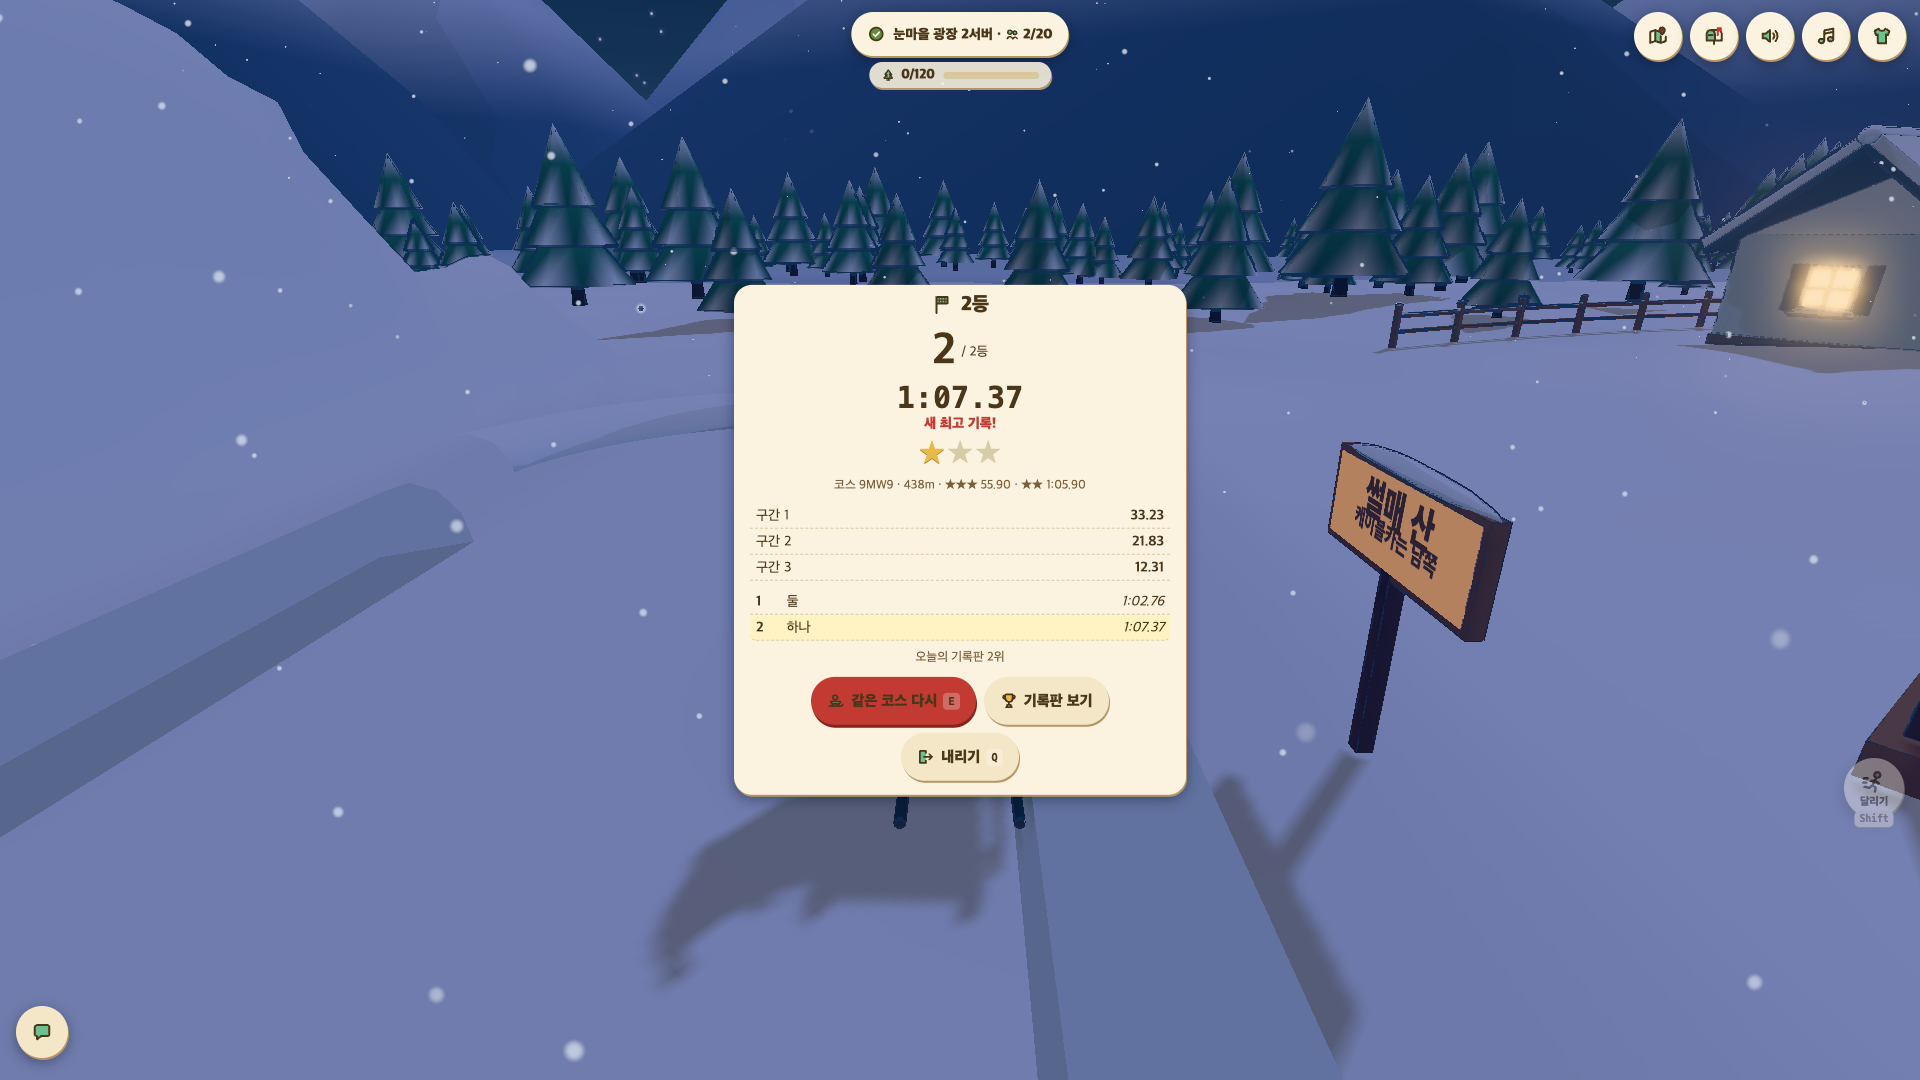 눈마을 광장 2서버 · 2/20
0/120
2등
2 / 2등
1:07.37
새 최고 기록!
코스 9MW9 · 438m · ★★★ 55.90 · ★★ 1:05.90
구간 1 33.23
구간 2 21.83
구간 3 12.31
1 둘 1:02.76
2 하나 1:07.37
오늘의 기록판 2위
같은 코스 다시 E
기록판 보기
내리기 Q
썰매 산
케이블카는 남쪽
달리기
Shift